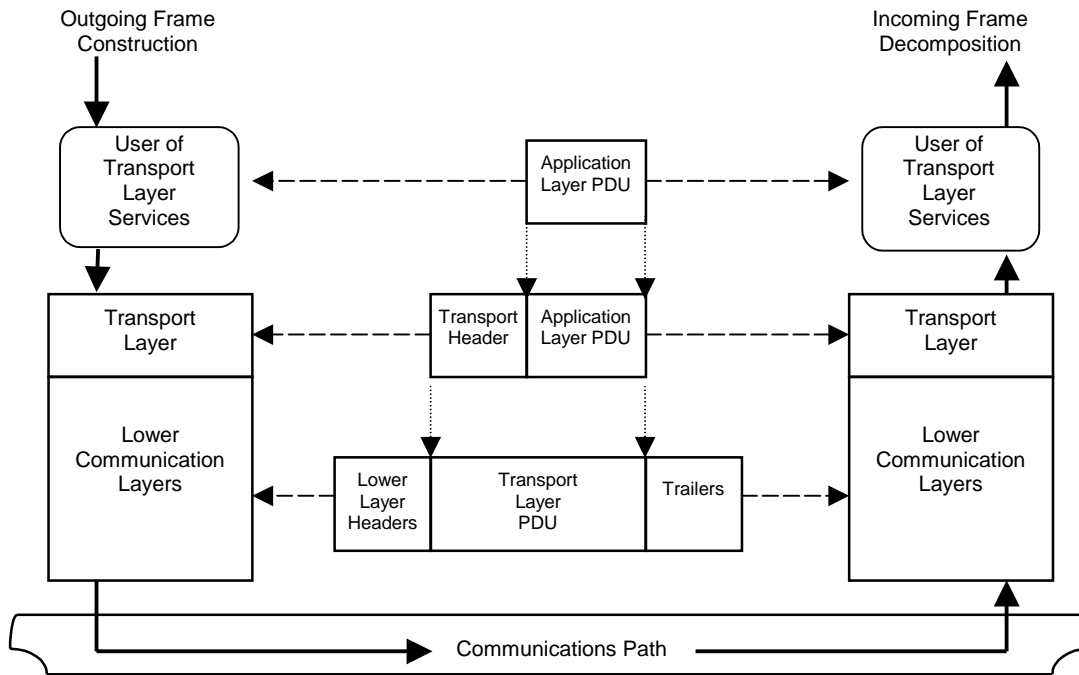 Outgoing Frame
Construction
Incoming Frame
Decomposition
User of
Transport
Layer
Services
Application
Layer PDU
User of
Transport
Layer
Services
Transport
Layer
Transport
Header
Application
Layer PDU
Transport
Layer
Lower
Communication
Layers
Lower
Layer
Headers
Transport
Layer
PDU
Trailers
Lower
Communication
Layers
Communications Path